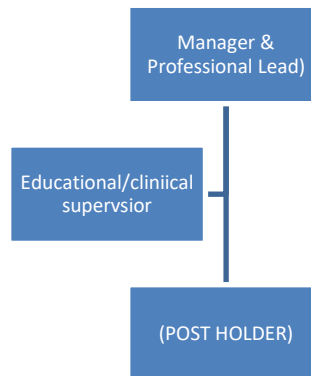 Manager &
Professional Lead)
Educational/cliniical
supervsior
(POST HOLDER)